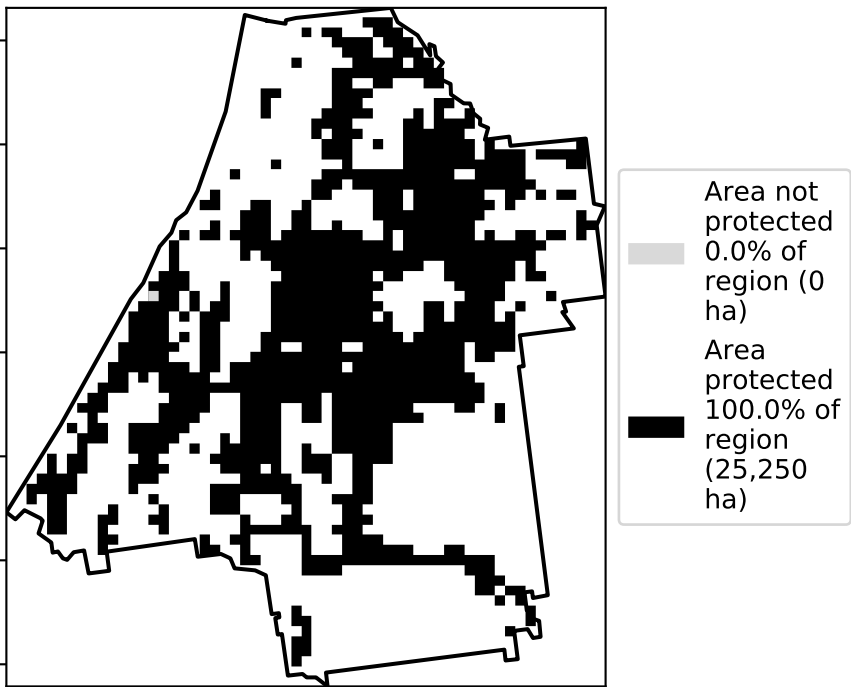 Area not
protected
0.0% of
region (0
ha)
Area
protected
100.0% of
region
(25,250
ha)